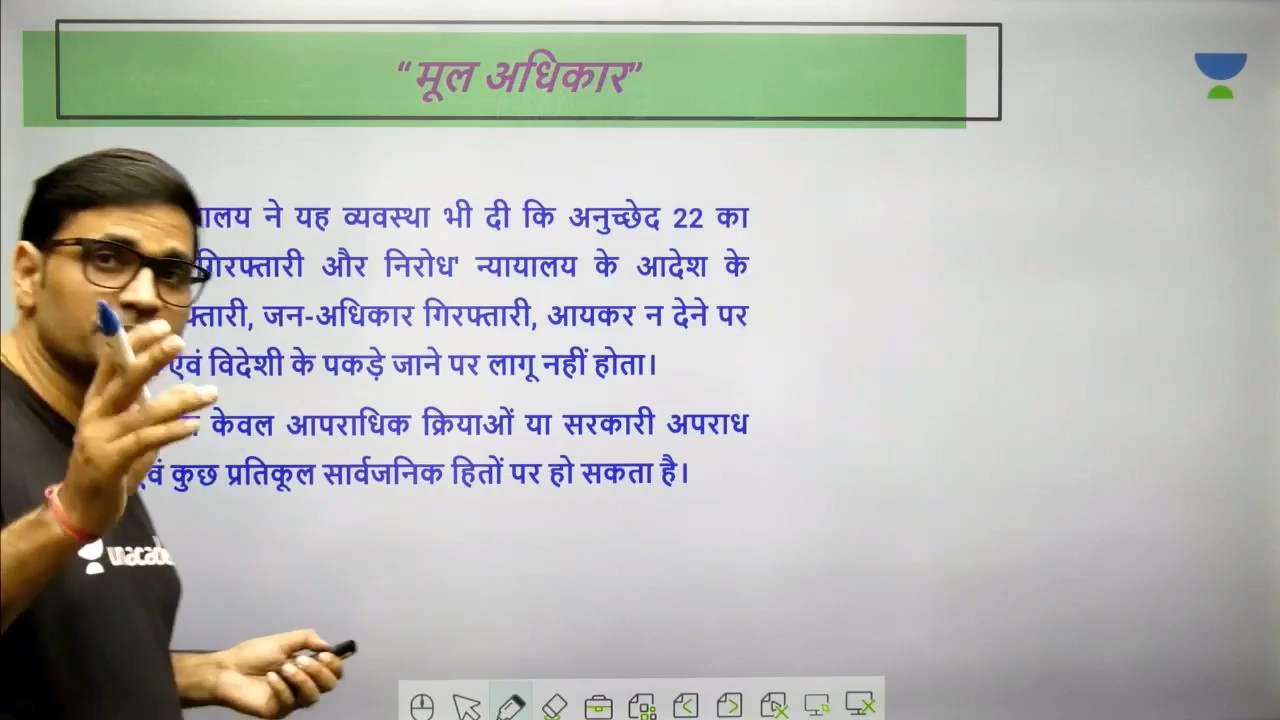 “मूल अधिकार”
ने यह व्यवस्था भी दी कि अनुच्छेद 22 का
गिरफ्तारी और निरोध' न्यायालय के आदेश के
जन-अधिकार गिरफ्तारी, आयकर न देने पर
एवं विदेशी के पकड़े जाने पर लागू नहीं होता।
केवल आपराधिक क्रियाओं या सरकारी अपराध
कुछ प्रतिकूल सार्वजनिक हितों पर हो सकता है।